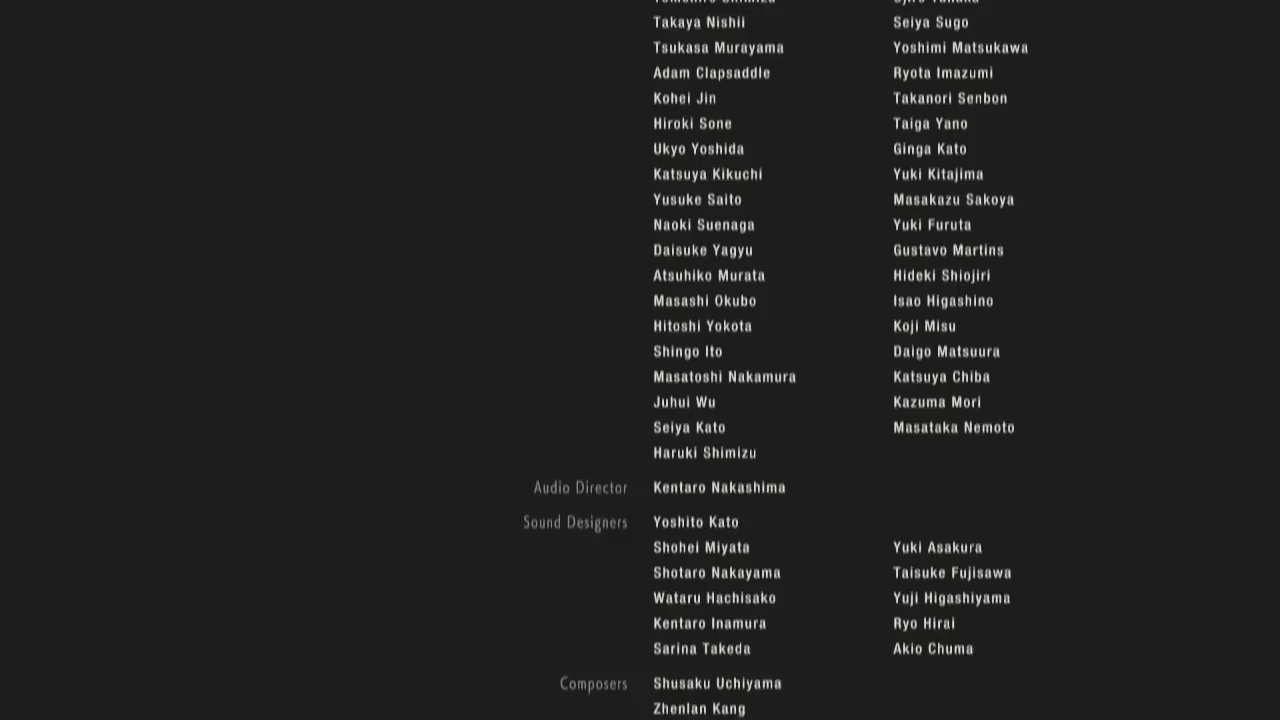 Takaya Nishii Seiya Sugo
Tsukasa Murayama Yoshimi Matsukawa
Adam Clapsaddle Ryota Imazumi
Kohei Jin Takanori Senbon
Hiroki Sone Taiga Yano
Ukyo Yoshida Ginga Kato
Katsuya Kikuchi Yuki Kitajima
Yusuke Saito Masakazu Sakoya
Naoki Suenaga Yuki Furuta
Daisuke Yagyu Gustavo Martins
Atsuhiko Murata Hideki Shiojiri
Masashi Okubo Isao Higashino
Hitoshi Yokota Koji Misu
Shingo Ito Daigo Matsuura
Masatoshi Nakamura Katsuya Chiba
Juhui Wu Kazuma Mori
Seiya Kato Masataka Nemoto
Haruki Shimizu
Audio Director Kentaro Nakashima
Sound Designers Yoshito Kato
Shohei Miyata Yuki Asakura
Shotaro Nakayama Taisuke Fujisawa
Wataru Hachisako Yuji Higashiyama
Kentaro Inamura Ryo Hirai
Sarina Takeda Akio Chuma
Composers Shusaku Uchiyama
Zhenlan Kang